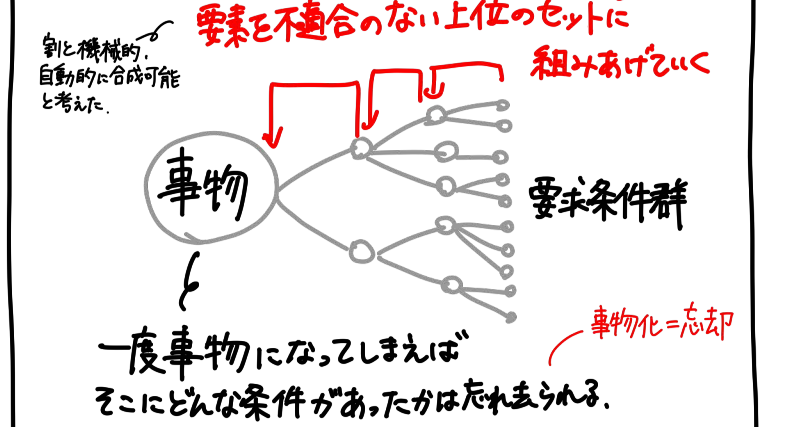 要素を不適合のない上位のセットに
組みあげていく
割と機械的.
自動的に合成可能
と考えた.
事物
要求条件群
事物化=忘却
一度事物になってしまえば
そこにどんな条件があったかは忘れ去られる.